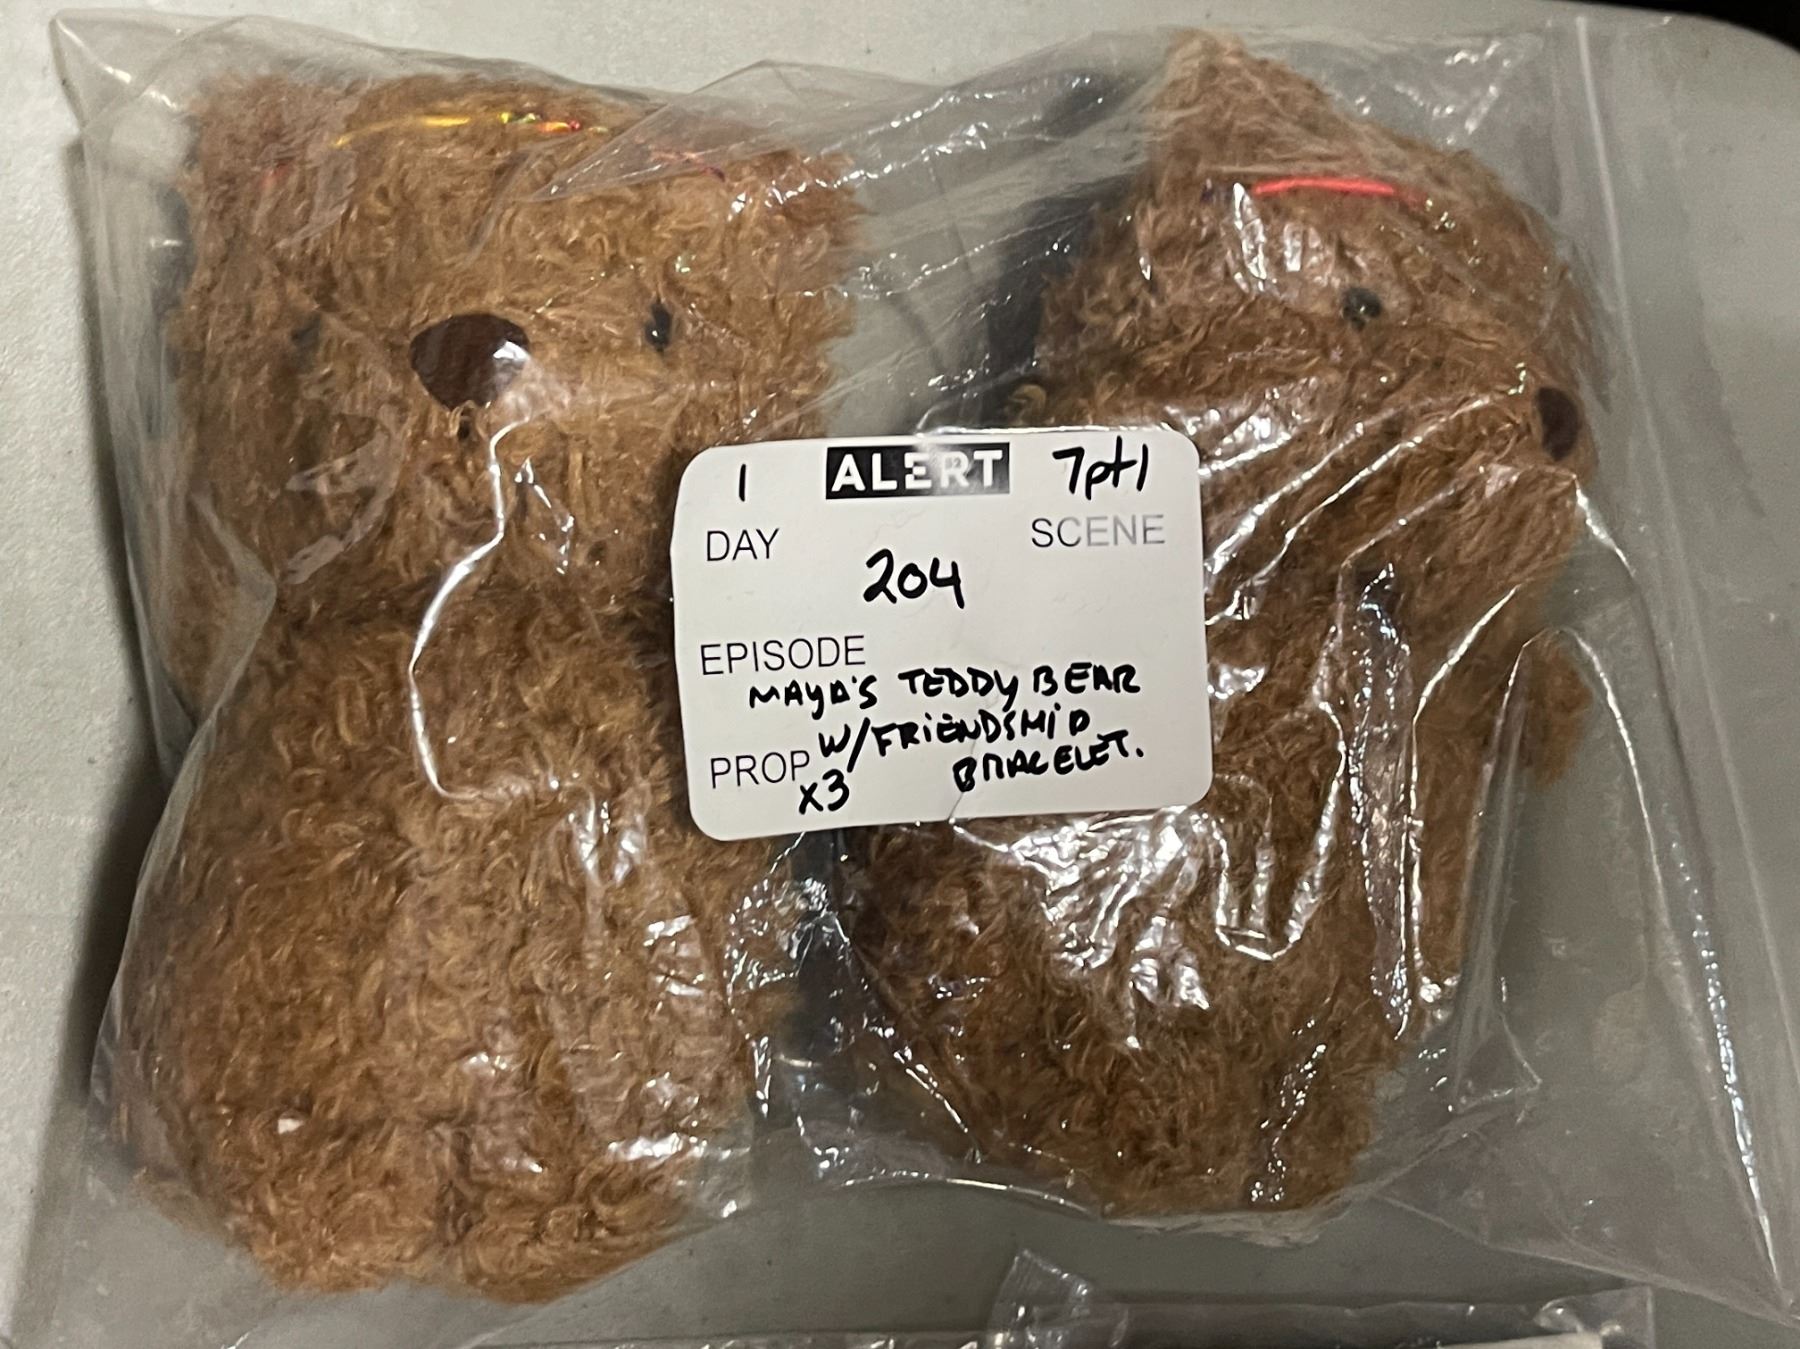 1 ALERT 7pt1
DAY SCENE
204
EPISODE
MAYA'S TEDDY BEAR
W/FRIENDSHIP
PROP BRACELET.
x3